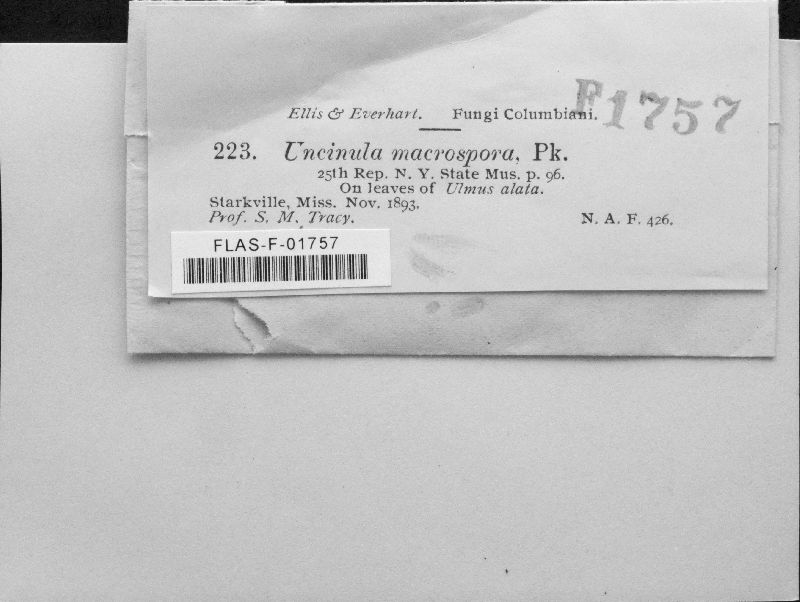 Ellis & Everhart. Fungi Columbiani.
F1757
223. Uncinula macrospora, Pk.
25th Rep. N. Y. State Mus. p. 96.
On leaves of Ulmus alata.
Starkville, Miss. Nov. 1893.
Prof. S. M. Tracy. N. A. F. 426.
FLAS-F-01757